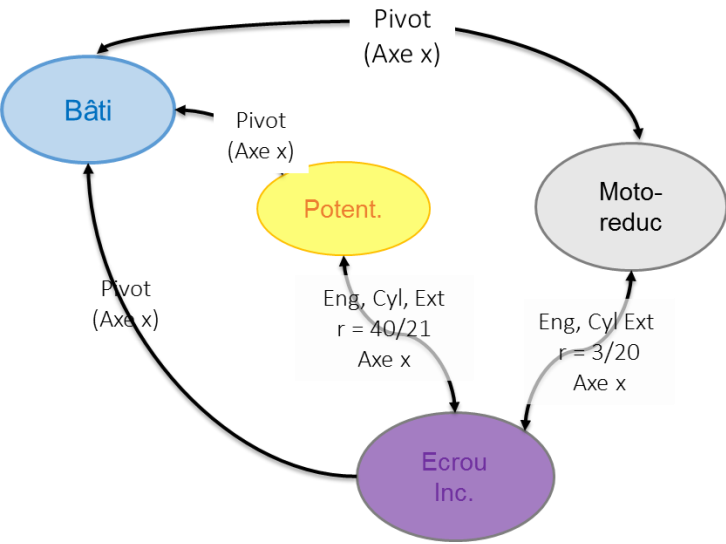 Pivot
(Axe x)
Bâti
Pivot
(Axe x)
Potent.
Moto-
reduc
Pivot
(Axe x)
Eng, Cyl, Ext
r = 40/21
Axe x
Eng, Cyl Ext
r = 3/20
Axe x
Ecrou
Inc.